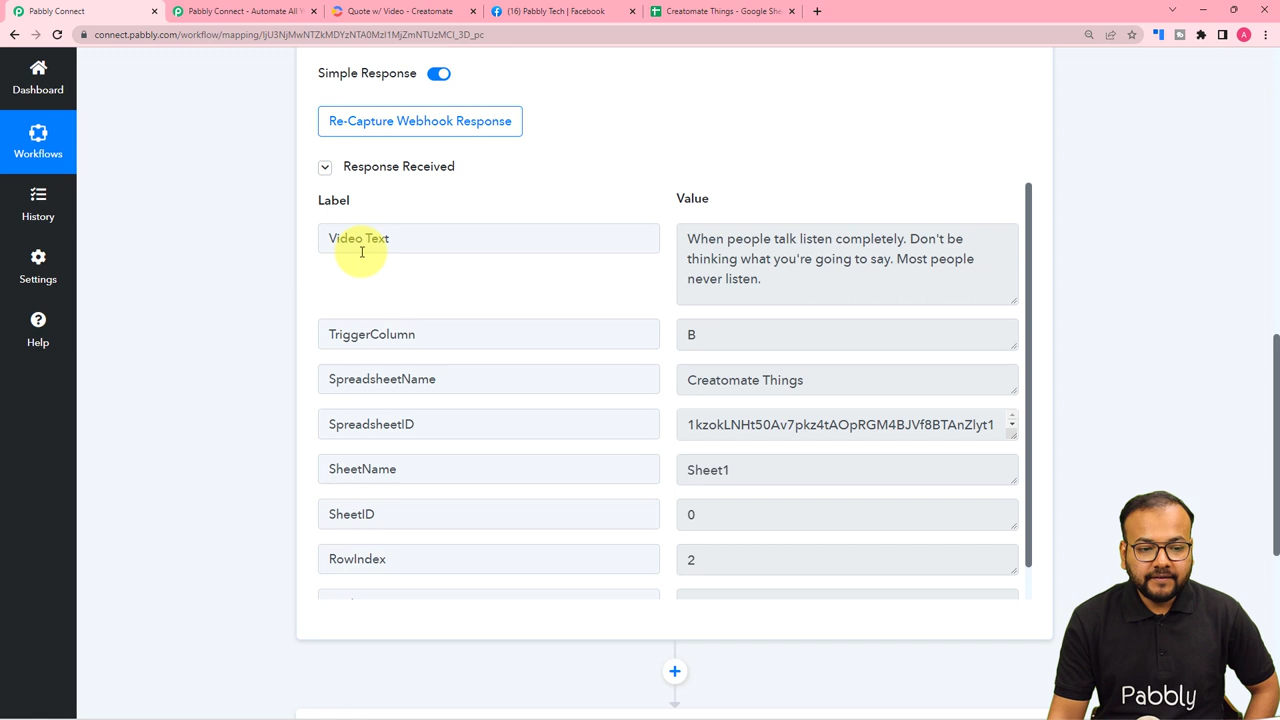 Pabbly Connect
Pabbly Connect - Automate All Y
Quote w/ Video - Creatomate
(16) Pabbly Tech | Facebook
Creatomate Things - Google She
connect.pabbly.com/workflow/mapping/IjU3NjMwNTZkMDYzNTA0MzI1MjZmNTUzMCI_3D_pc
A
Dashboard
Workflows
History
Settings
Help
Simple Response
Re-Capture Webhook Response
Response Received
Label
Value
Video Text
When people talk listen completely. Don't be
thinking what you're going to say. Most people
never listen.
TriggerColumn
B
SpreadsheetName
Creatomate Things
SpreadsheetID
1kzokLNHt50Av7pkz4tAOpRGM4BJVf8BTAnZlyt1
SheetName
Sheet1
SheetID
0
RowIndex
2
Pabbly